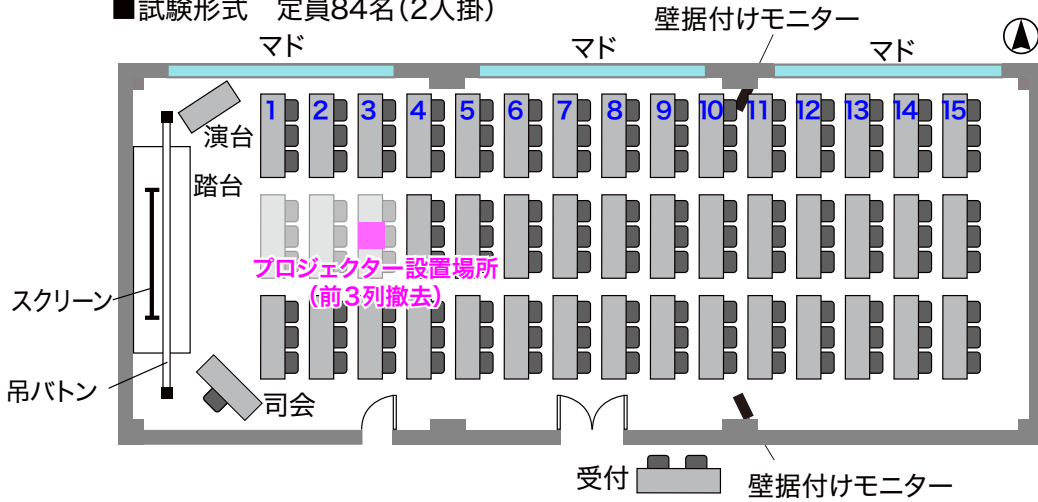 ■試験形式　定員84名(2人掛)
壁据付けモニター
マド
マド
マド
1 2 3 4 5 6 7 8 9 10 11 12 13 14 15
演台
踏台
プロジェクター設置場所
(前3列撤去)
スクリーン
吊バトン
司会
受付
壁据付けモニター